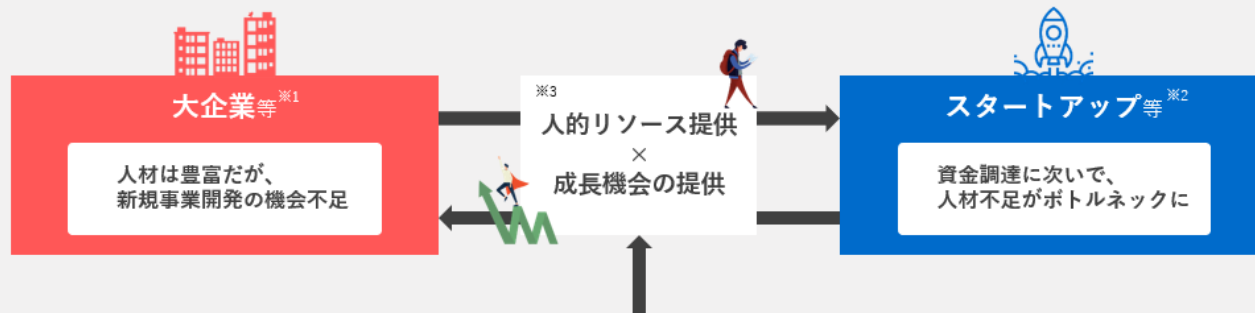 大企業等※1
人材は豊富だが、
新規事業開発の機会不足
※3
人的リソース提供
×
成長機会の提供
スタートアップ等※2
資金調達に次いで、
人材不足がボトルネックに